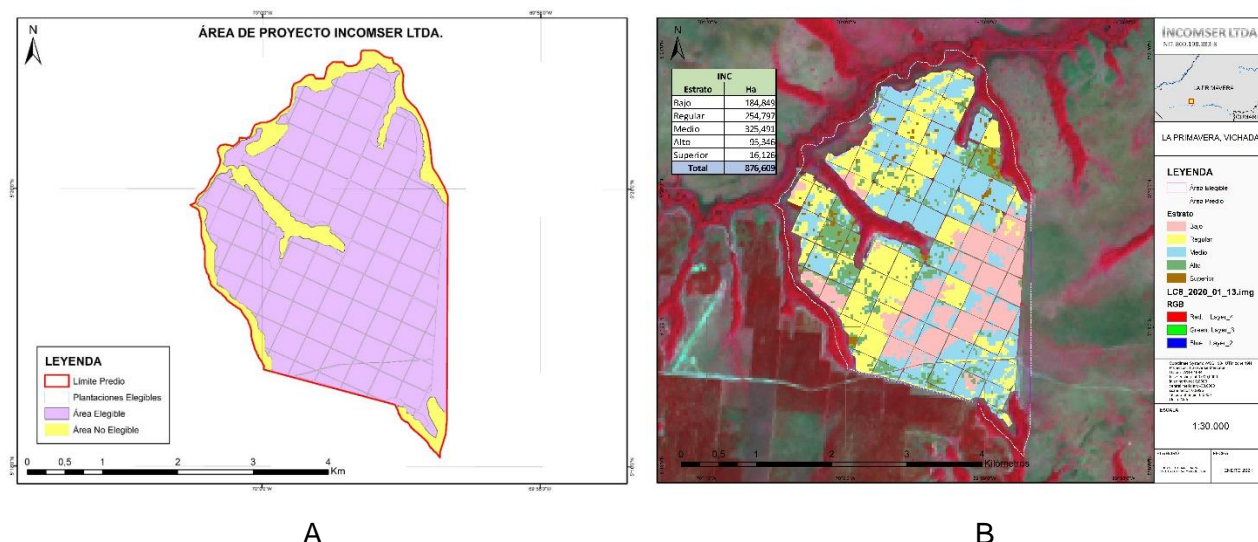 ÁREA DE PROYECTO INCOMSER LTDA.
N
LEYENDA
Límite Predio
Plantaciones Elegibles
Área Elegible
Área No Elegible
0 0,5 1 2 3 4
Km
A
N
INC
Estrato Ha
Bajo 184,849
Regular 254,797
Medio 325,491
Alto 95,346
Superior 16,126
Total 876,609
0 0,5 1 2 3 4
Kilómetros
INCOMSER LTDA
LA PRIMAVERA
LA PRIMAVERA, VICHADA
LEYENDA
Área Elegible
Área Predio
Estrato
Bajo
Regular
Medio
Alto
Superior
LC8_2020_01_13.img
RGB
Red: Layer_4
Green: Layer_3
Blue: Layer_2
ESCALA
1:30.000
B